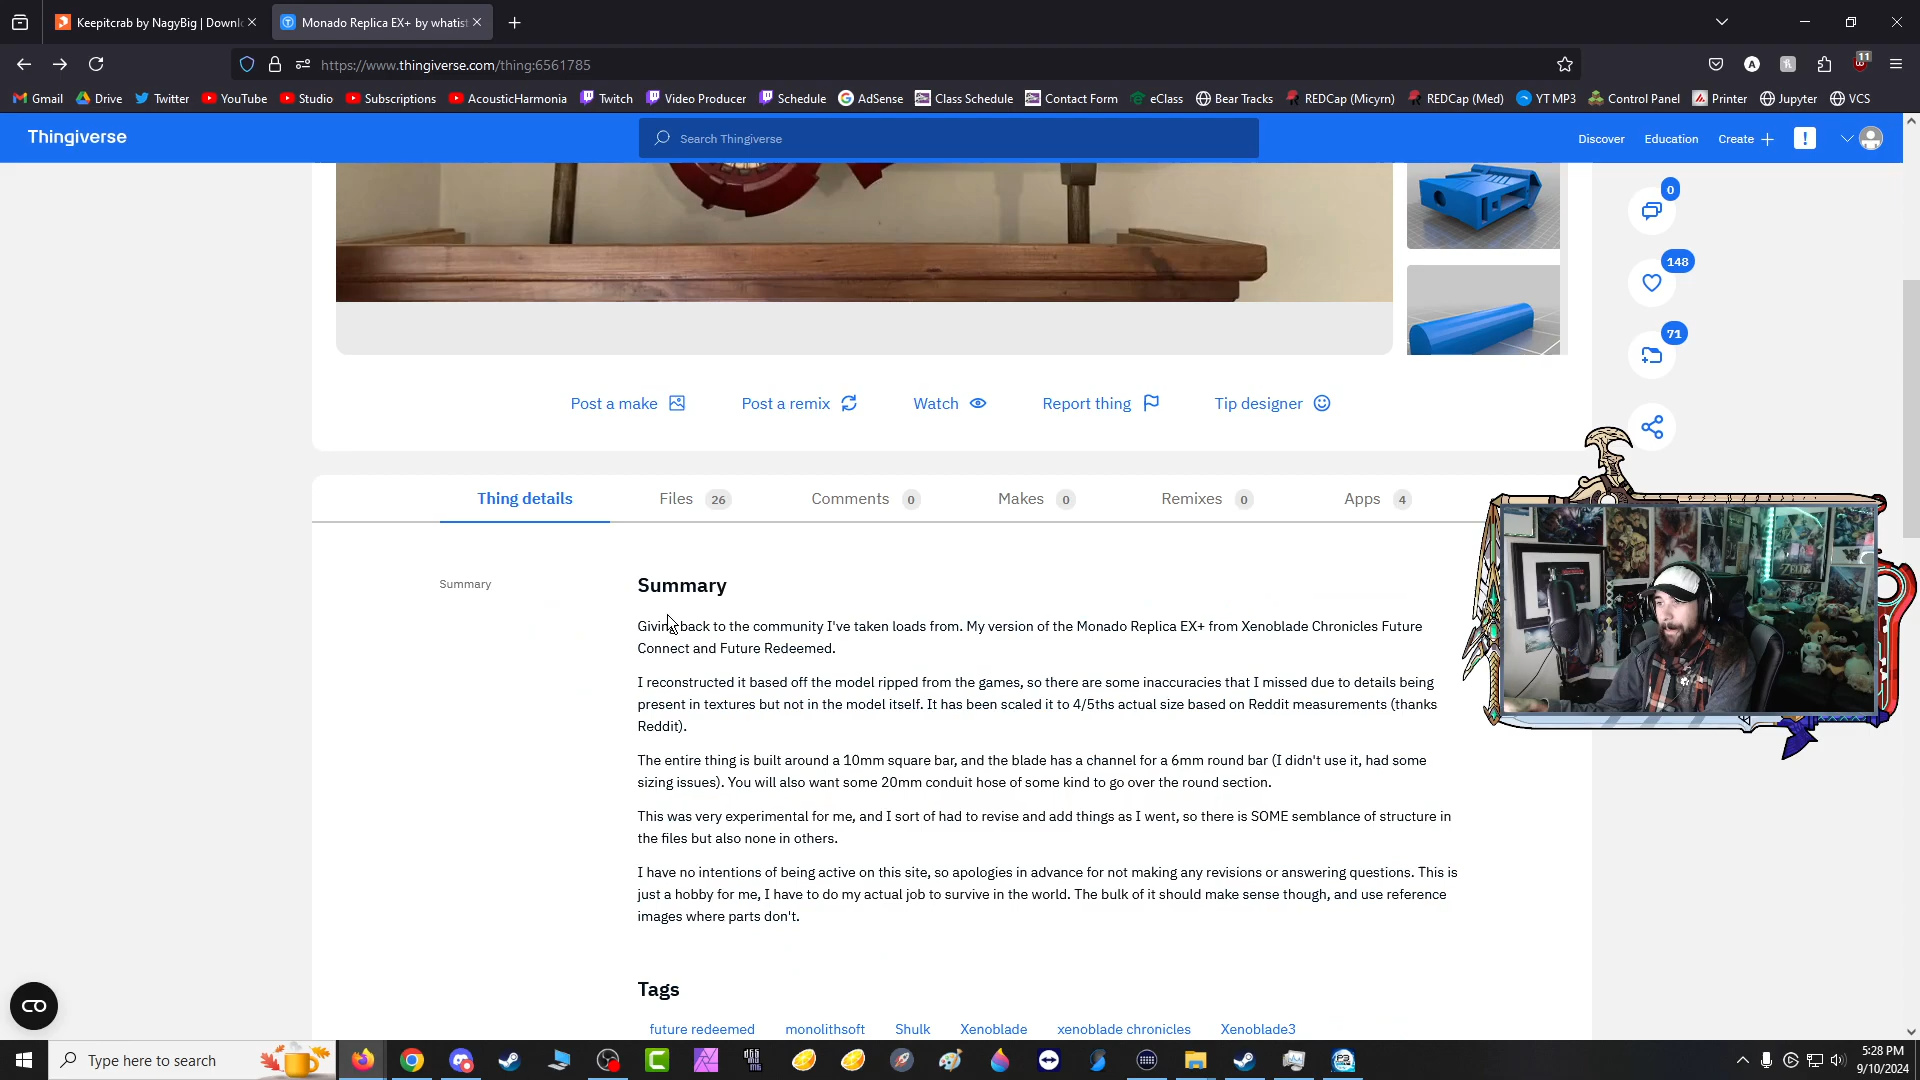 Keepitcrab by NagyBig | Downl
Monado Replica EX+ by whatist
https://www.thingiverse.com/thing:6561785
11
Gmail
Drive
Twitter
YouTube
Studio
Subscriptions
AcousticHarmonia
Twitch
Video Producer
Schedule
AdSense
Class Schedule
Contact Form
eClass
Bear Tracks
REDCap (Micyrn)
REDCap (Med)
YT MP3
Control Panel
Printer
Jupyter
VCS
Thingiverse
Search Thingiverse
Discover
Education
Create
0
148
71
Post a make
Post a remix
Watch
Report thing
Tip designer
Thing details
Files 26
Comments 0
Makes 0
Remixes 0
Apps 4
Summary
Summary
Giving back to the community I've taken loads from. My version of the Monado Replica EX+ from Xenoblade Chronicles Future
Connect and Future Redeemed.
I reconstructed it based off the model ripped from the games, so there are some inaccuracies that I missed due to details being
present in textures but not in the model itself. It has been scaled it to 4/5ths actual size based on Reddit measurements (thanks
Reddit).
The entire thing is built around a 10mm square bar, and the blade has a channel for a 6mm round bar (I didn't use it, had some
sizing issues). You will also want some 20mm conduit hose of some kind to go over the round section.
This was very experimental for me, and I sort of had to revise and add things as I went, so there is SOME semblance of structure in
the files but also none in others.
I have no intentions of being active on this site, so apologies in advance for not making any revisions or answering questions. This is
just a hobby for me, I have to do my actual job to survive in the world. The bulk of it should make sense though, and use reference
images where parts don't.
Tags
future redeemed
monolithsoft
Shulk
Xenoblade
xenoblade chronicles
Xenoblade3
Type here to search
5:28 PM
9/10/2024